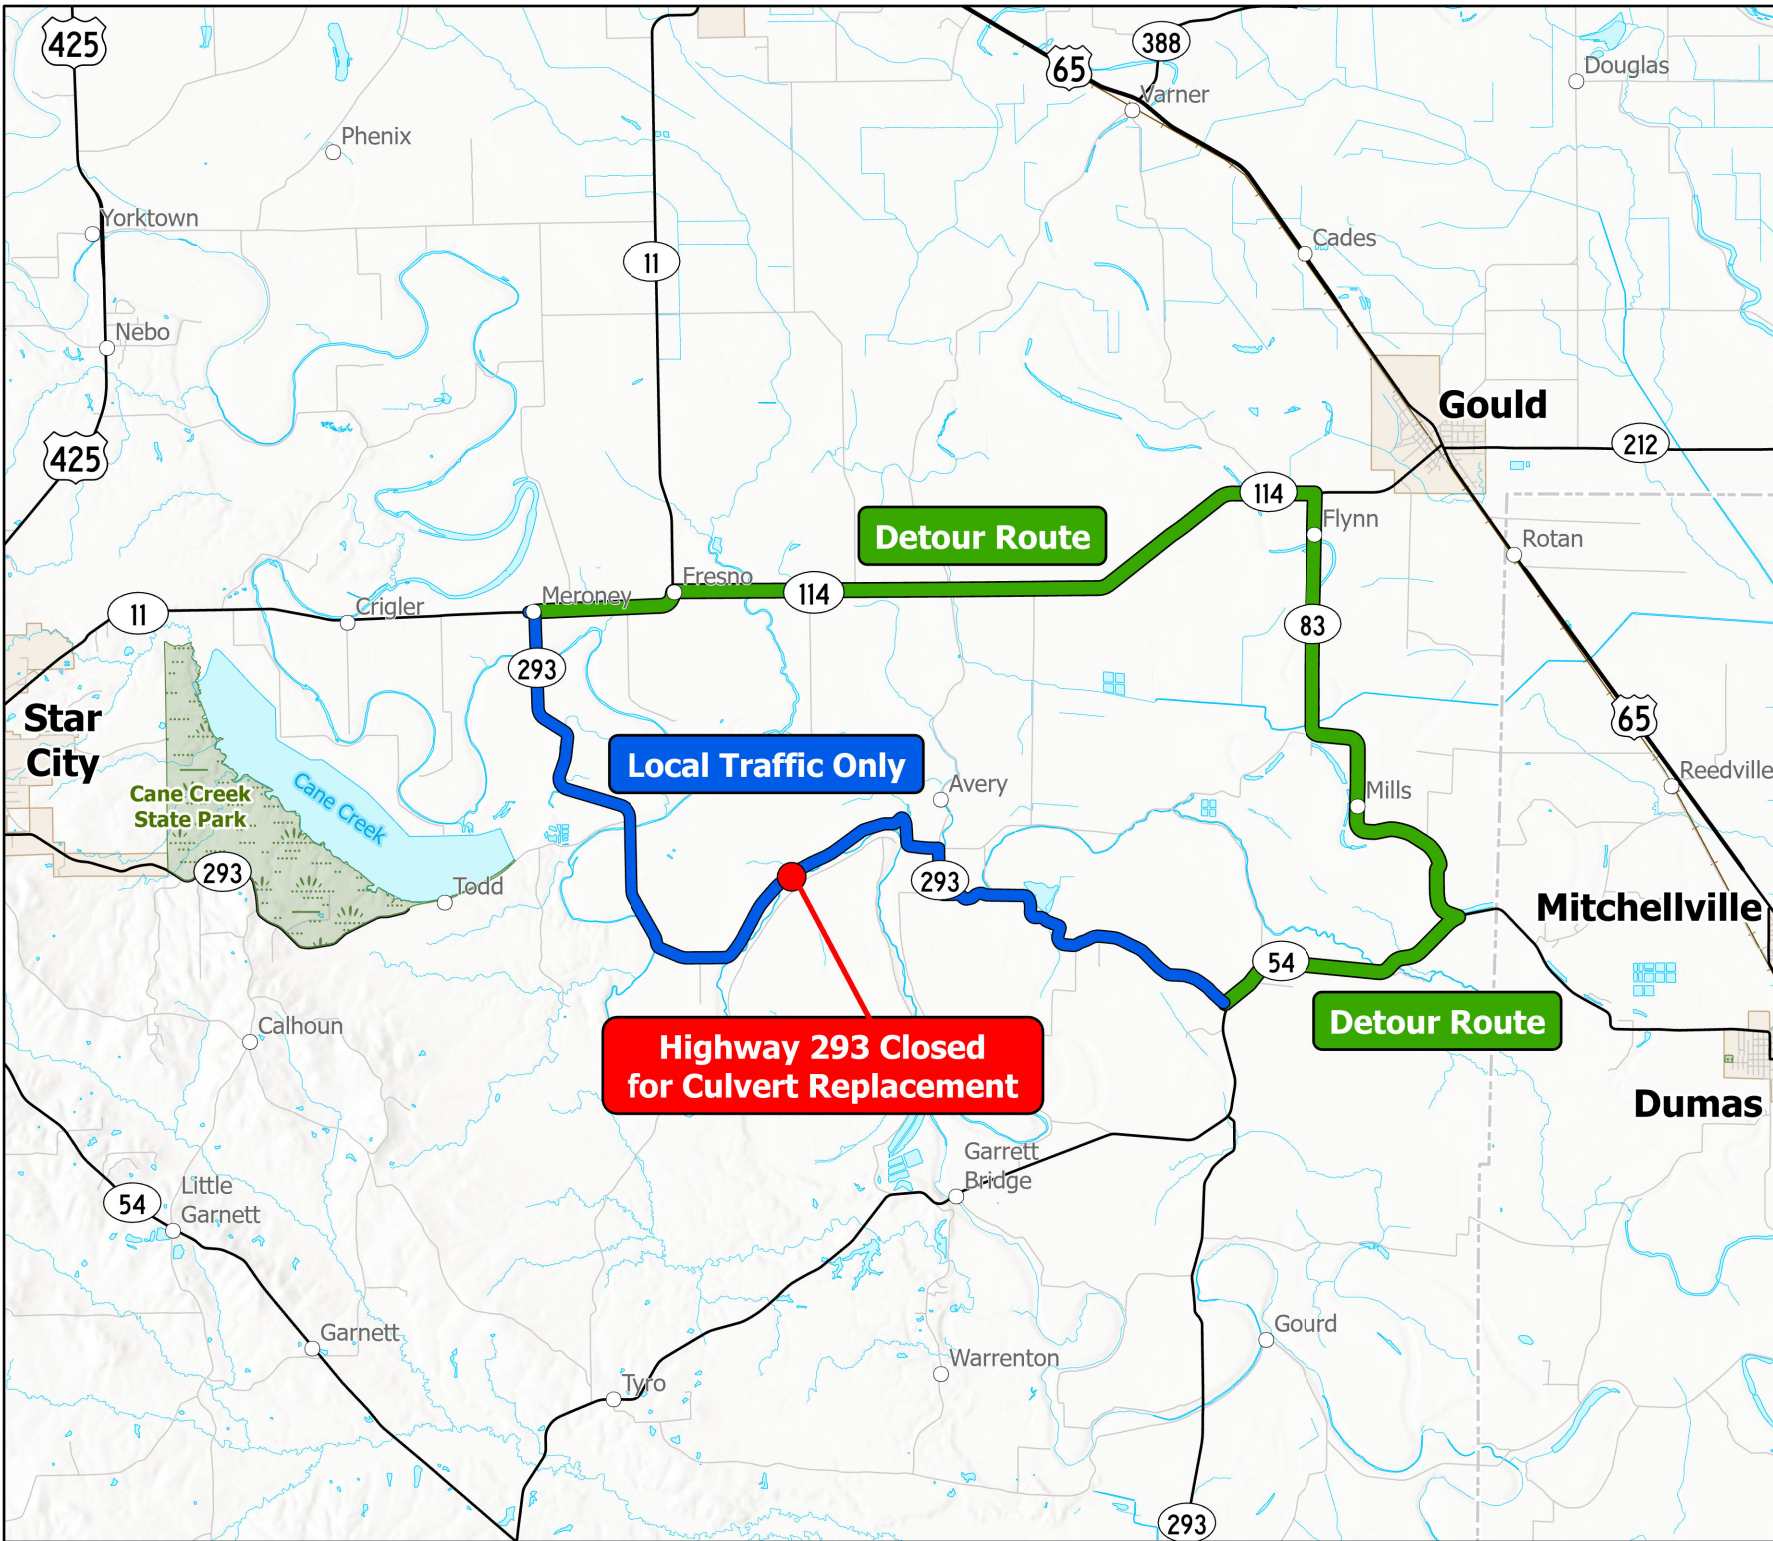 425
388
65
Douglas
Varner
Phenix
Yorktown
Cades
11
Nebo
Gould
425
212
114
Flynn
Detour Route
Rotan
Fresno
Meroney
114
11
Crigler
83
293
Star
City
65
Local Traffic Only
Reedville
Avery
Mills
Cane Creek
Cane Creek
State Park
293
Todd
293
Mitchellville
54
Detour Route
Calhoun
Highway 293 Closed
for Culvert Replacement
Dumas
Garrett
Bridge
Little
Garnett
54
Garnett
Gourd
Warrenton
Tyro
293